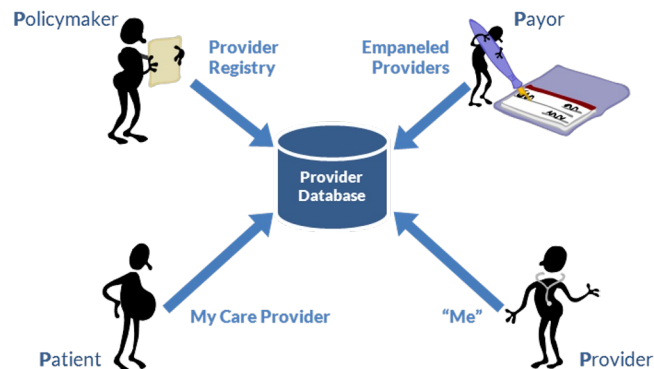 Policymaker
Payor
Provider
Registry
Empaneled
Providers
Provider
Database
My Care Provider
“Me”
Patient
Provider